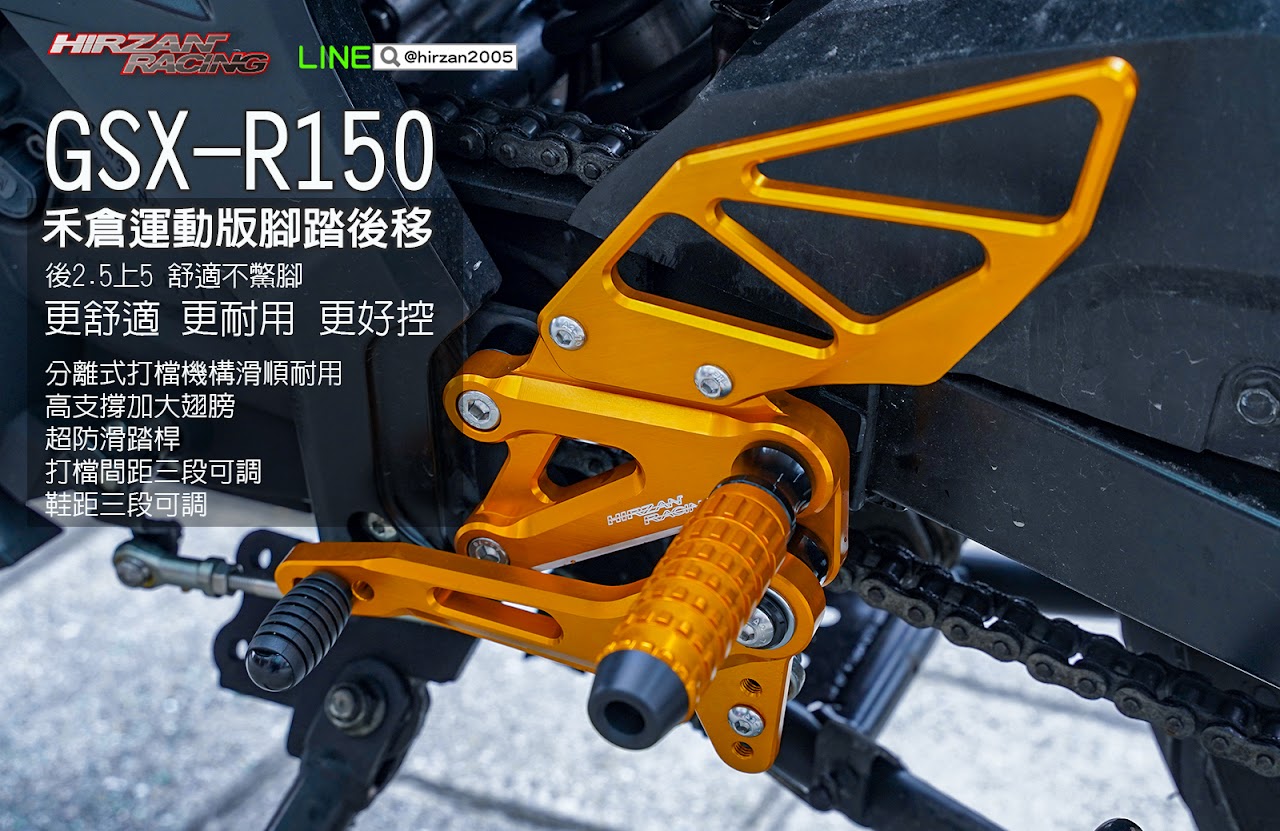 HIRZAN RACING
LINE @hirzan2005
GSX-R150
禾倉運動版腳踏後移
後2.5上5 舒適不彆腳
更舒適 更耐用 更好控
分離式打檔機構滑順耐用
高支撐加大翅膀
超防滑踏桿
打檔間距三段可調
鞋距三段可調
HIRZAN
RACIN